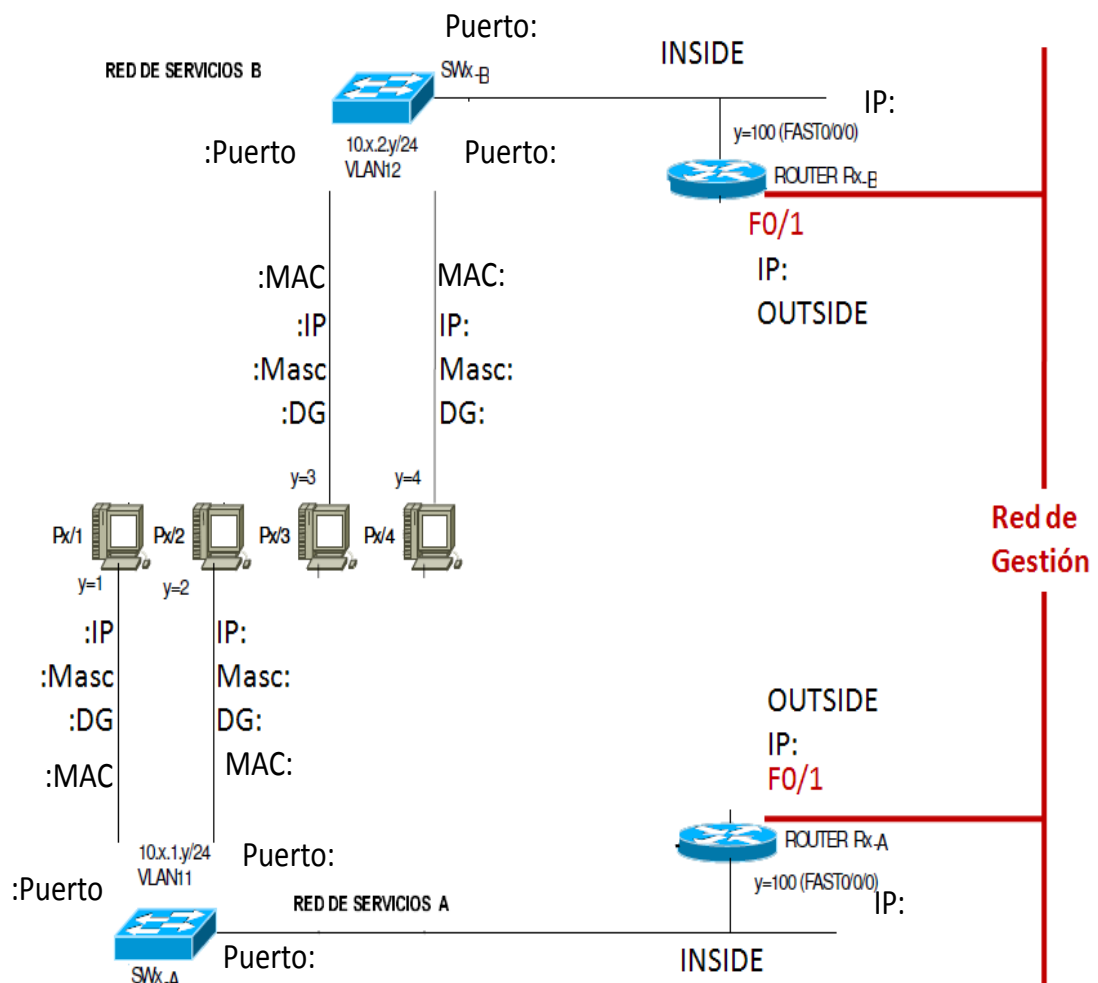 Puerto:
RED DE SERVICIOS B
SWx-B
INSIDE
IP:
y=100 (FAST0/0/0)
:Puerto
10.x.2.y/24
VLAN12
Puerto:
ROUTER Rx-B
F0/1
IP:
OUTSIDE
:MAC
MAC:
:IP
IP:
:Masc
Masc:
:DG
DG:
y=3
y=4
Px/1
Px/2
Px/3
Px/4
y=1
y=2
Red de
Gestión
:IP
IP:
:Masc
Masc:
:DG
DG:
:MAC
MAC:
OUTSIDE
IP:
F0/1
ROUTER Rx-A
y=100 (FAST0/0/0)
IP:
10.x.1.y/24
VLAN11
Puerto:
:Puerto
RED DE SERVICIOS A
Puerto:
INSIDE
SWx-A